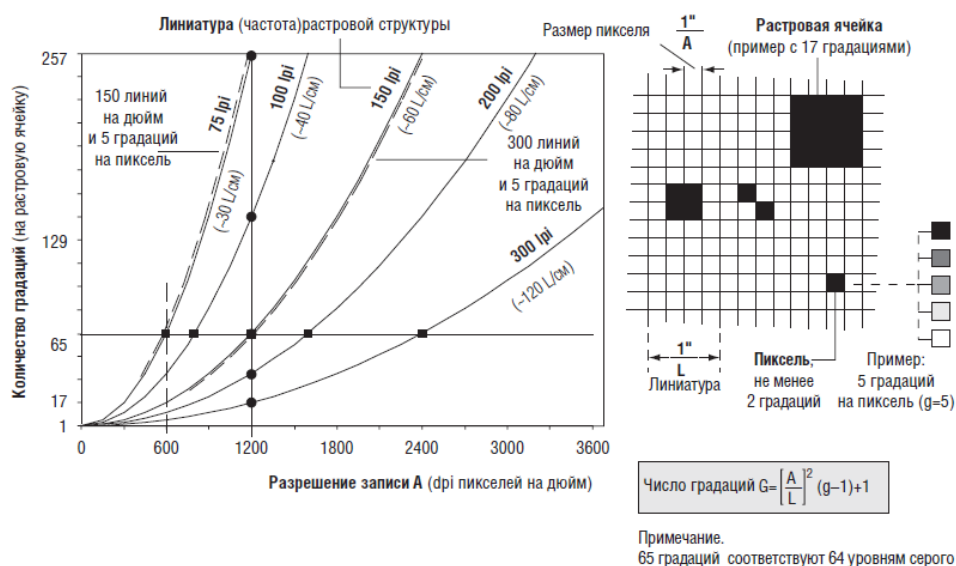 Линиатура (частота)растровой структуры
Количество градаций (на растровую ячейку)
257
129
65
17
1
0
600
1200
1800
2400
3000
3600
Разрешение записи A (dpi пикселей на дюйм)
150 линий
на дюйм
и 5 градаций
на пиксель
75 lpi
(~30 L/см)
100 lpi
(~40 L/см)
150 lpi
(~60 L/см)
200 lpi
(~80 L/см)
300 линий
на дюйм
и 5 градаций
на пиксель
300 lpi
(~120 L/см)
Размер пикселя
1"
A
Растровая ячейка
(пример с 17 градациями)
1"
L
Линиатура
Пиксель,
не менее
2 градаций
Пример:
5 градаций
на пиксель (g=5)
Число градаций G=[A/L]² (g–1)+1
Примечание.
65 градаций соответствуют 64 уровням серого